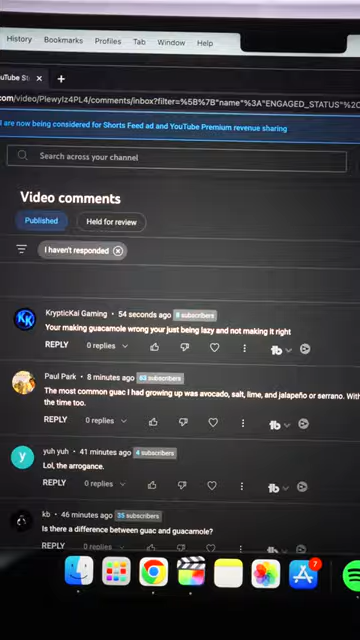 History Bookmarks Profiles Tab Window Help
uTube St × +
com/video/PIewyIz4PL4/comments/inbox?filter=%5B%7B"name"%3A"ENGAGED_STATUS"%2C
I are now being considered for Shorts Feed ad and YouTube Premium revenue sharing
Search across your channel
Video comments
Published Held for review
I haven't responded
KrypticKai Gaming • 54 seconds ago 8 subscribers
Your making guacamole wrong your just being lazy and not making it right
REPLY 0 replies
Paul Park • 8 minutes ago 63 subscribers
The most common guac I had growing up was avocado, salt, lime, and jalapeño or serrano. With
the time too.
REPLY 0 replies
yuh yuh • 41 minutes ago 4 subscribers
Lol, the arrogance.
REPLY 0 replies
kb • 46 minutes ago 35 subscribers
Is there a difference between guac and guacamole?
REPLY 0 replies
7